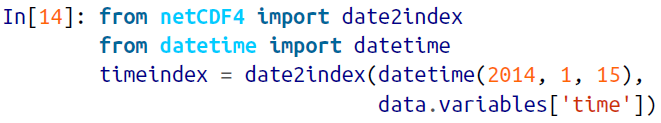 In[14]: from netCDF4 import date2index
from datetime import datetime
timeindex = date2index(datetime(2014, 1, 15),
data.variables['time'])